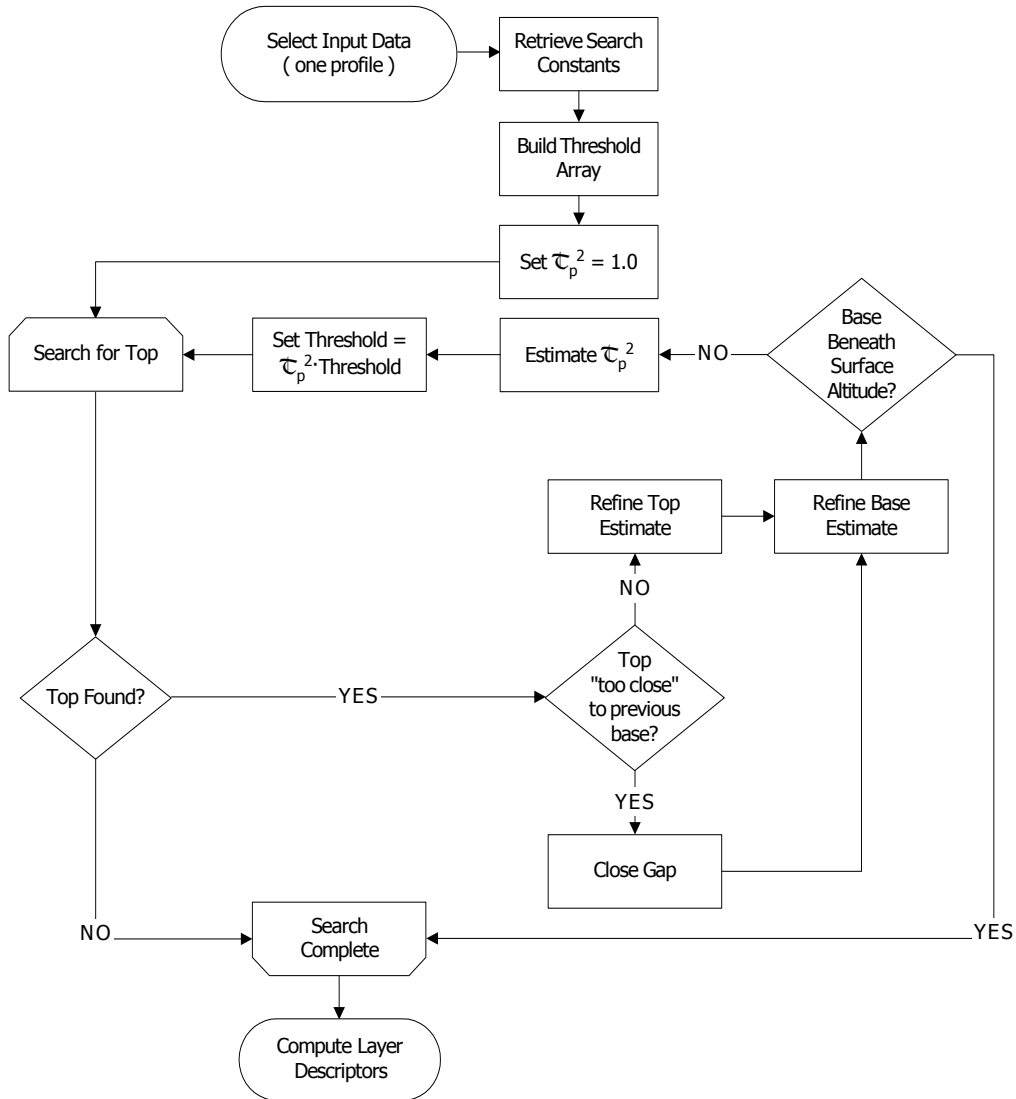 Select Input Data
( one profile )
Retrieve Search
Constants
Build Threshold
Array
Set 𝕿p² = 1.0
Search for Top
Set Threshold =
𝕿p²·Threshold
Estimate 𝕿p²
NO
Base
Beneath
Surface
Altitude?
Refine Top
Estimate
Refine Base
Estimate
NO
Top Found?
YES
Top
"too close"
to previous
base?
YES
Close Gap
NO
Search
Complete
YES
Compute Layer
Descriptors